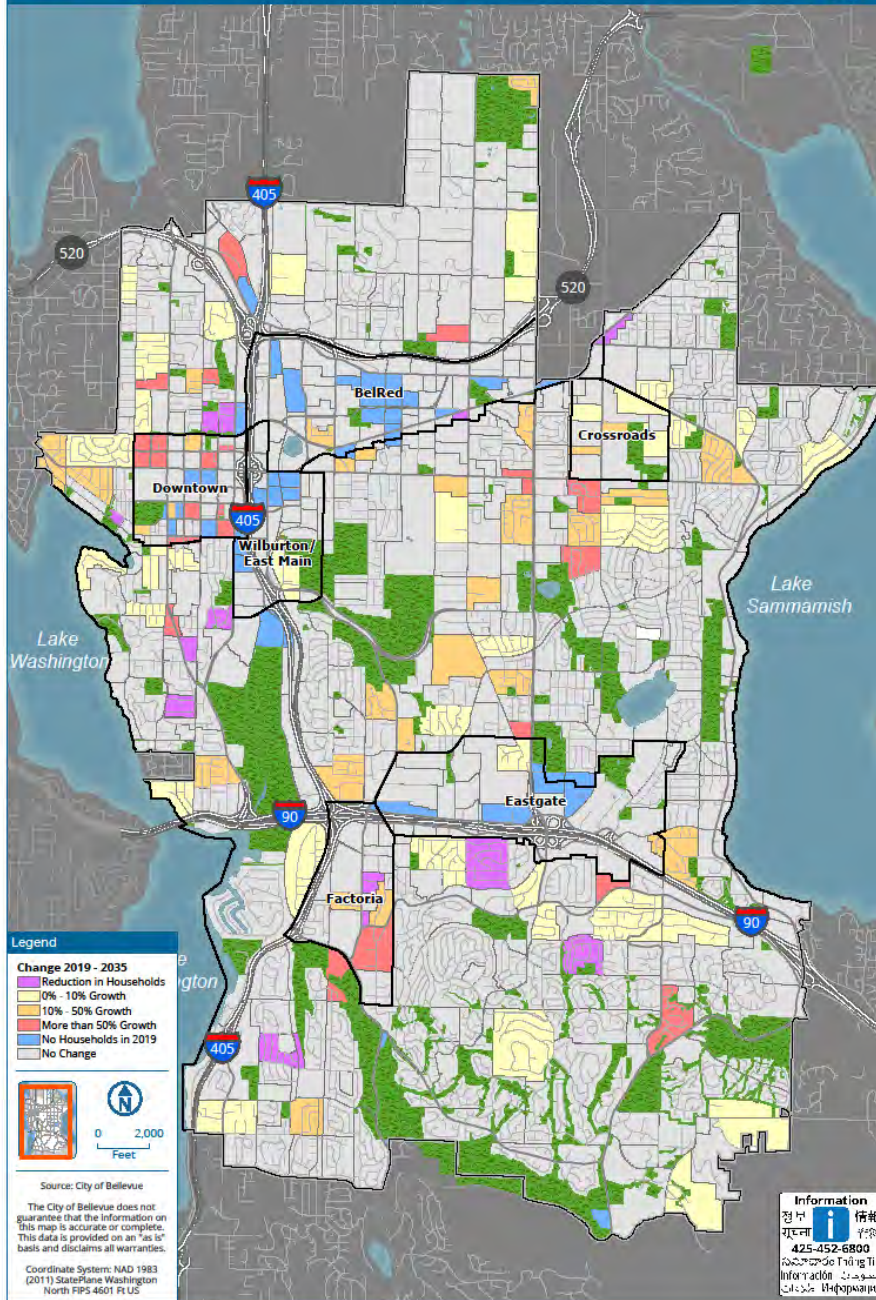 405
520
520
BelRed
Crossroads
Downtown
405
Wilburton/
East Main
Lake
Sammamish
Lake
Washington
Eastgate
90
Factoria
90
405
Legend
Change 2019 - 2035
Reduction in Households
0% - 10% Growth
10% - 50% Growth
More than 50% Growth
No Households in 2019
No Change
N
0 2,000
Feet
Source: City of Bellevue
The City of Bellevue does not
guarantee that the information on
this map is accurate or complete.
This data is provided on an "as is"
basis and disclaims all warranties.
Coordinate System: NAD 1983
(2011) StatePlane Washington
North FIPS 4601 Ft US
Information
정보 i 情報
425-452-6800
Información